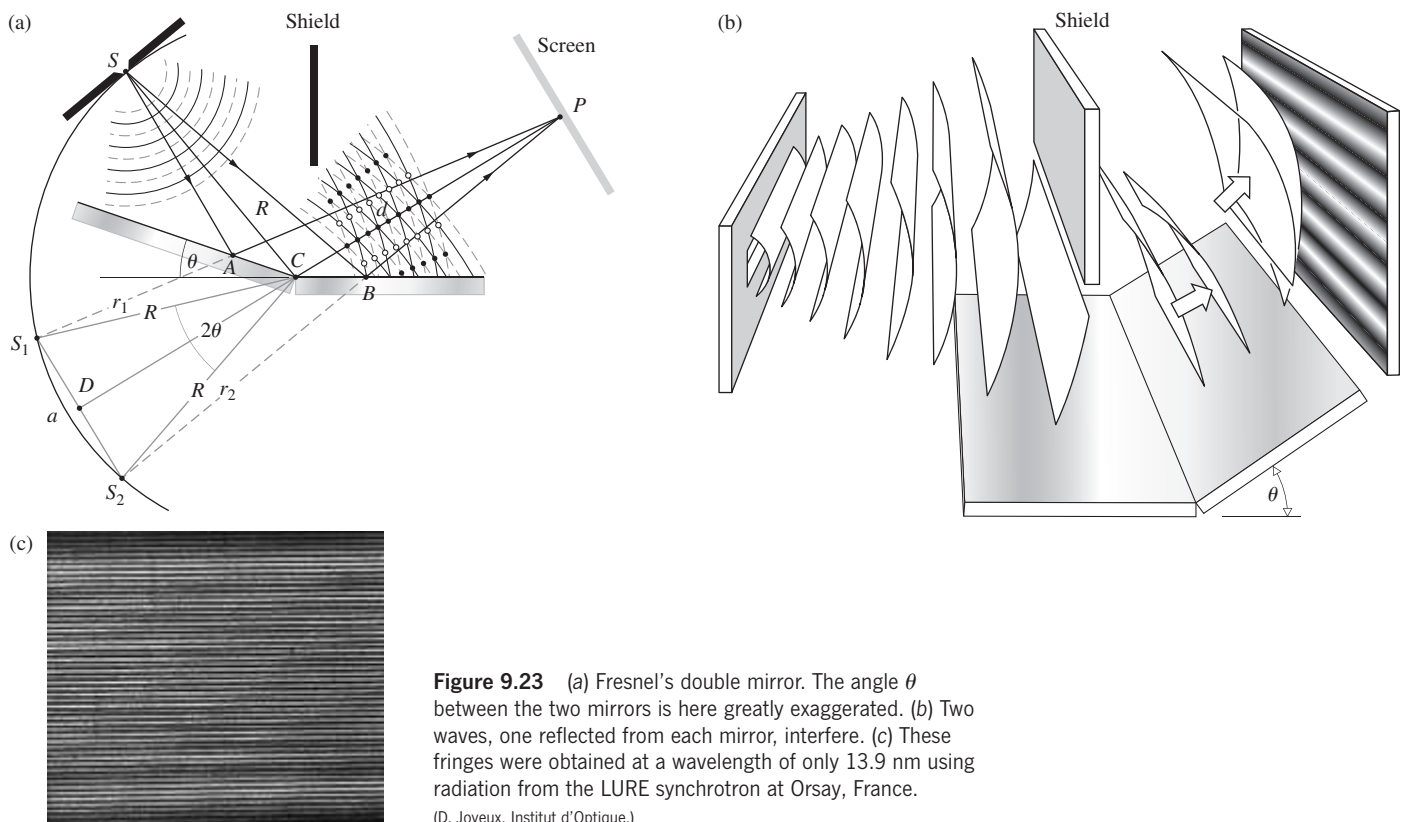 (a)
Shield
Screen
S
P
R
d
θ
A
C
B
r1
R
2θ
S1
D
R
r2
a
S2
(b)
Shield
θ
(c)
Figure 9.23 (a) Fresnel's double mirror. The angle θ
between the two mirrors is here greatly exaggerated. (b) Two
waves, one reflected from each mirror, interfere. (c) These
fringes were obtained at a wavelength of only 13.9 nm using
radiation from the LURE synchrotron at Orsay, France.
(D. Joyeux, Institut d'Optique.)